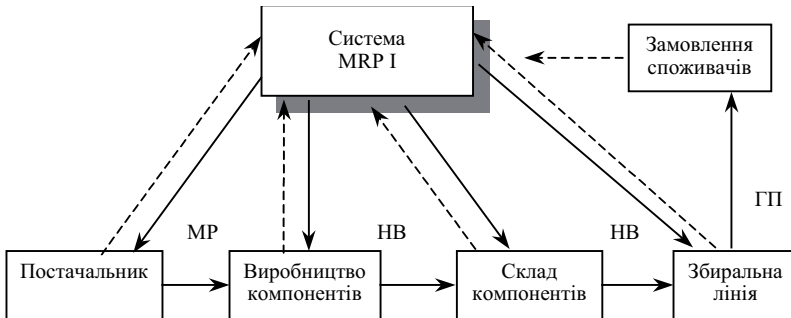 Система
MRP I
Замовлення
споживачів
ГП
МР
НВ
НВ
Постачальник
Виробництво
компонентів
Склад
компонентів
Збиральна
лінія